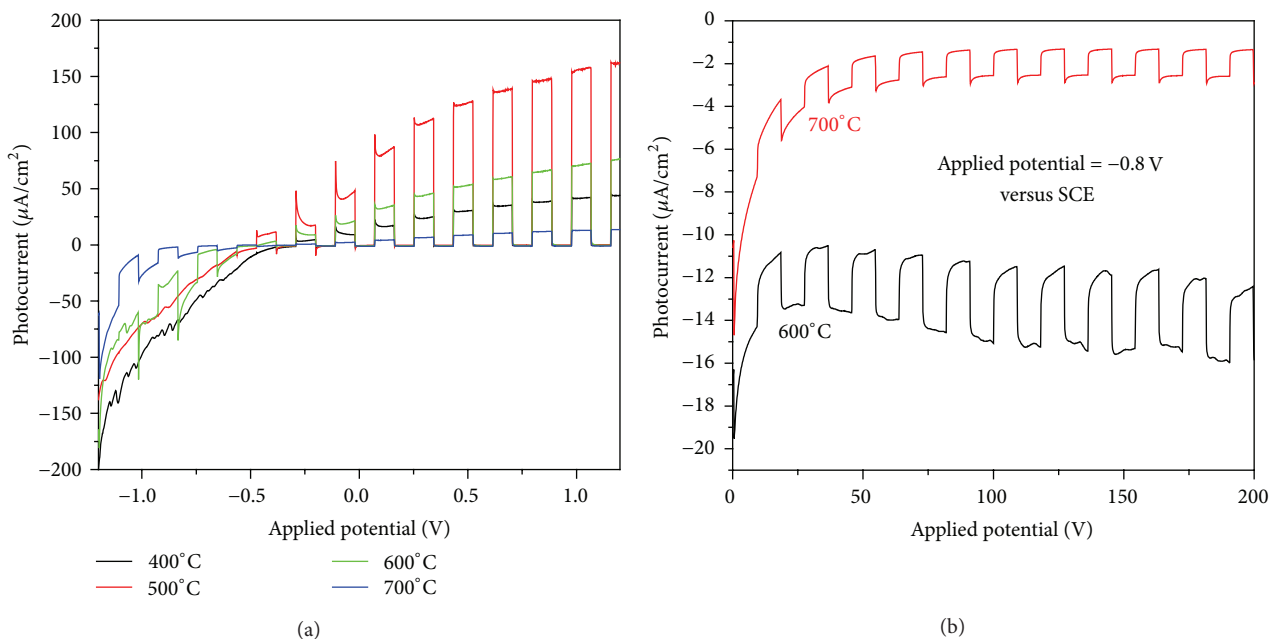 200
150
100
50
0
−50
−100
−150
−200
Photocurrent (μA/cm²)
−1.0
−0.5
0.0
0.5
1.0
Applied potential (V)
400°C
500°C
600°C
700°C
(a)
0
−2
−4
−6
−8
−10
−12
−14
−16
−18
−20
Photocurrent (μA/cm²)
700°C
Applied potential = −0.8 V
versus SCE
600°C
0
50
100
150
200
Applied potential (V)
(b)